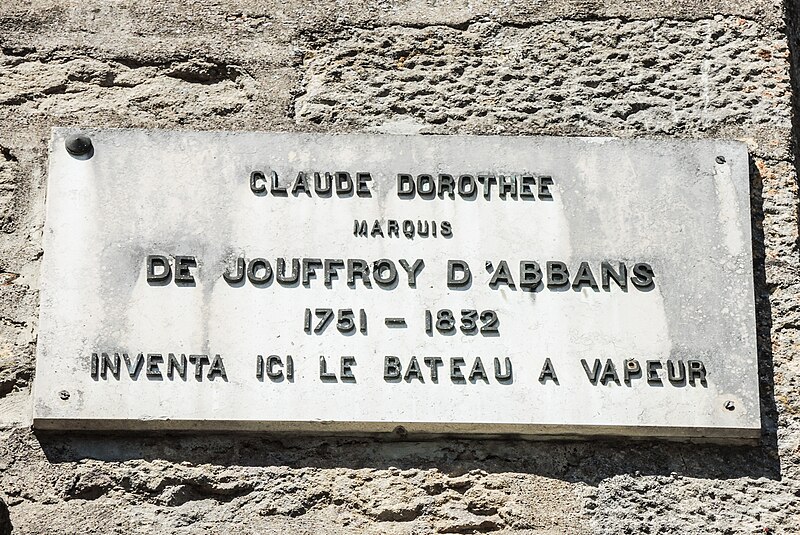 CLAUDE DOROTHEE
MARQUIS
DE JOUFFROY D'ABBANS
1751 - 1832
INVENTA ICI LE BATEAU A VAPEUR